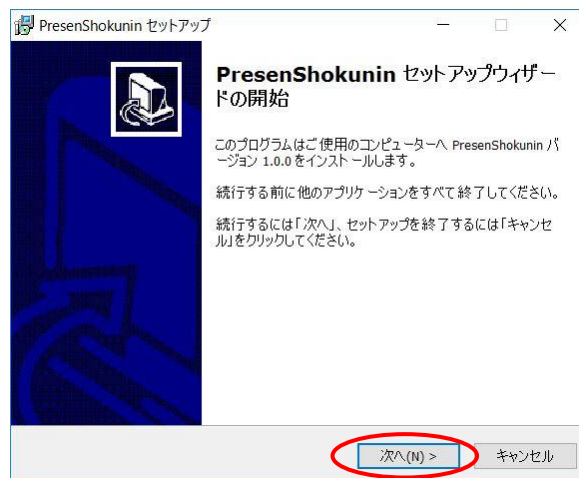 PresenShokunin セットアップ
PresenShokunin セットアップウィザー
ドの開始
このプログラムはご使用のコンピューターへ PresenShokunin バ
ージョン 1.0.0 をインストールします。
続行する前に他のアプリケーションをすべて終了してください。
続行するには「次へ」、セットアップを終了するには「キャンセ
ル」をクリックしてください。
次へ(N) >
キャンセル